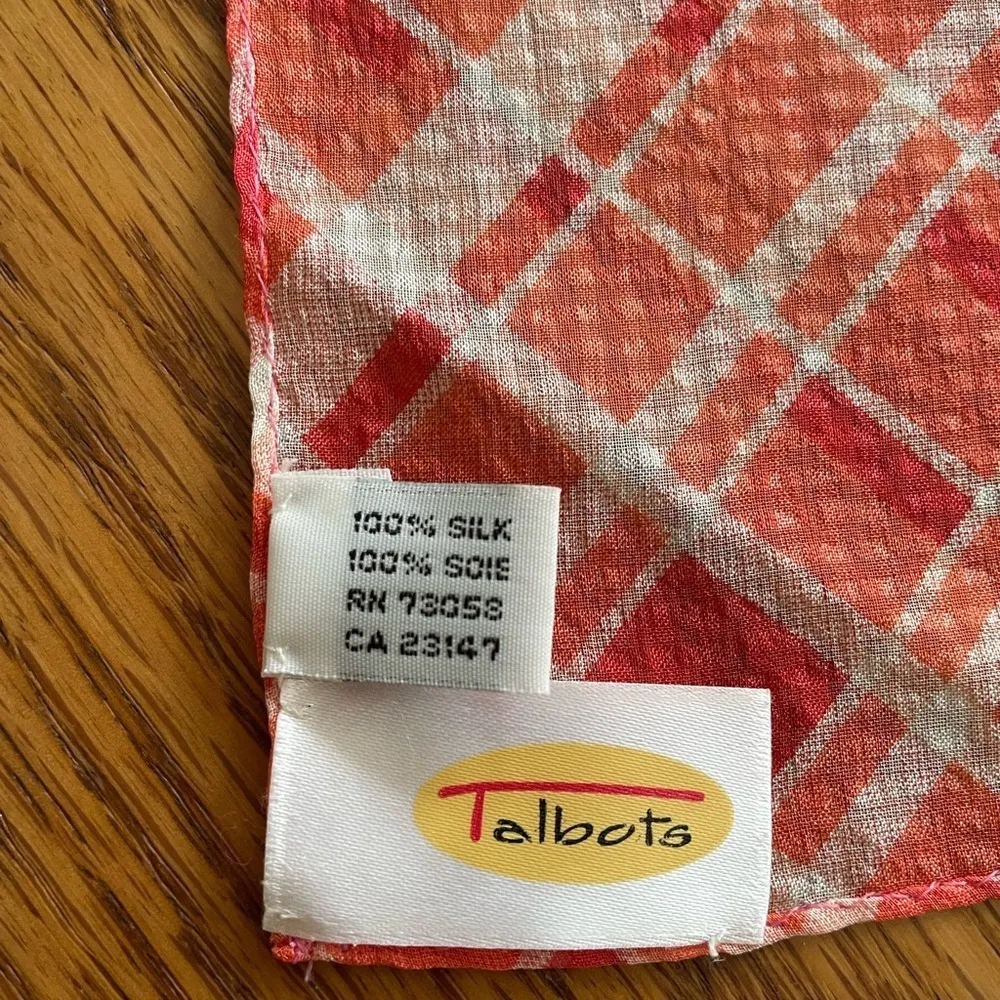 100% SILK
100% SOIE
RN 73058
CA 23147
Talbots